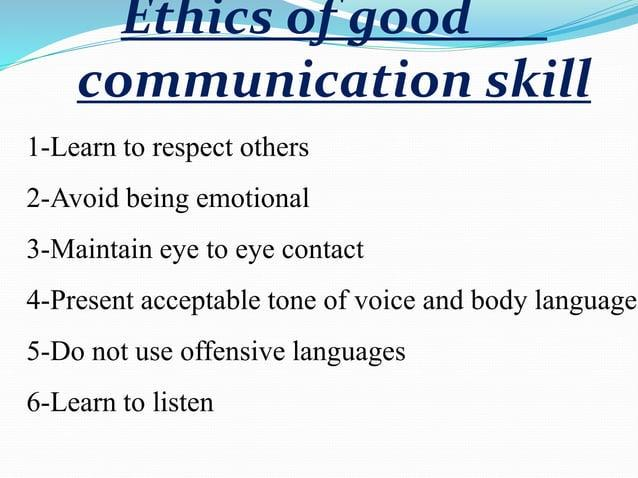 Ethics of good
communication skill
1-Learn to respect others
2-Avoid being emotional
3-Maintain eye to eye contact
4-Present acceptable tone of voice and body language
5-Do not use offensive languages
6-Learn to listen